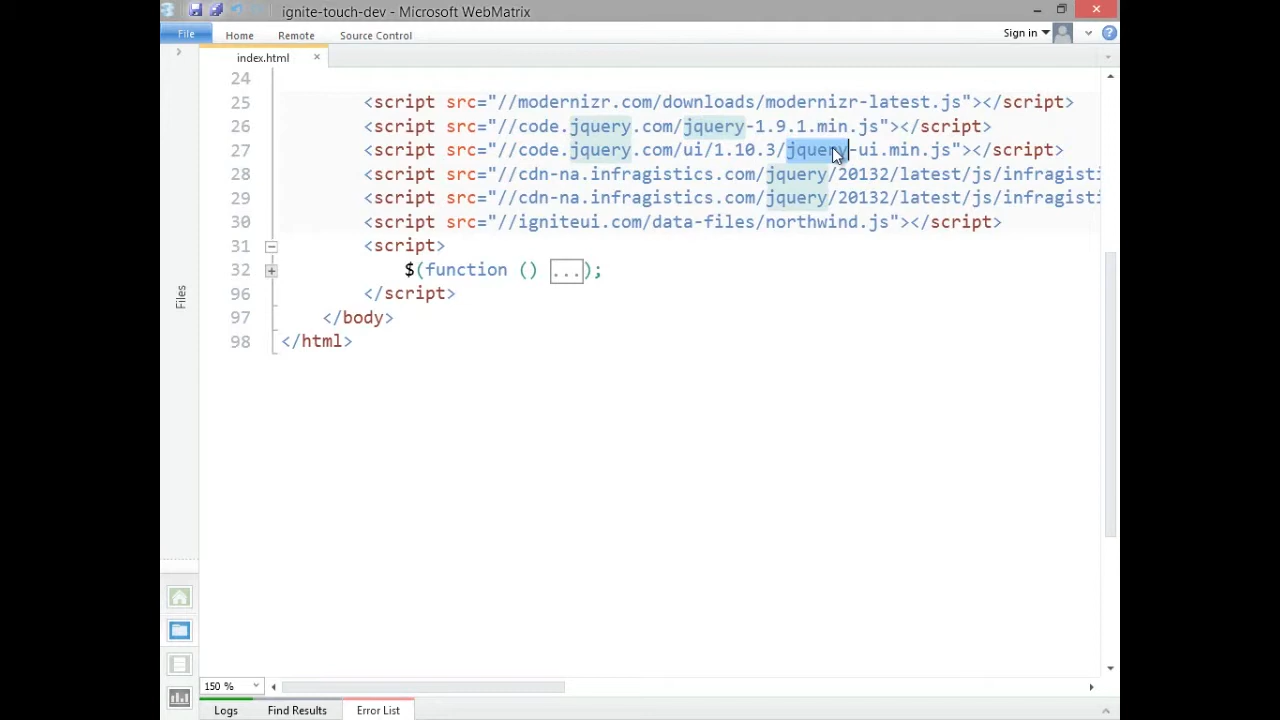 ignite-touch-dev - Microsoft WebMatrix
File Home Remote Source Control Sign in
index.html
24
25 <script src="//modernizr.com/downloads/modernizr-latest.js"></script>
26 <script src="//code.jquery.com/jquery-1.9.1.min.js"></script>
27 <script src="//code.jquery.com/ui/1.10.3/jquery-ui.min.js"></script>
28 <script src="//cdn-na.infragistics.com/jquery/20132/latest/js/infragisti
29 <script src="//cdn-na.infragistics.com/jquery/20132/latest/js/infragisti
30 <script src="//igniteui.com/data-files/northwind.js"></script>
31 <script>
32 $(function () ...);
96 </script>
97 </body>
98 </html>
Files
150 %
Logs Find Results Error List